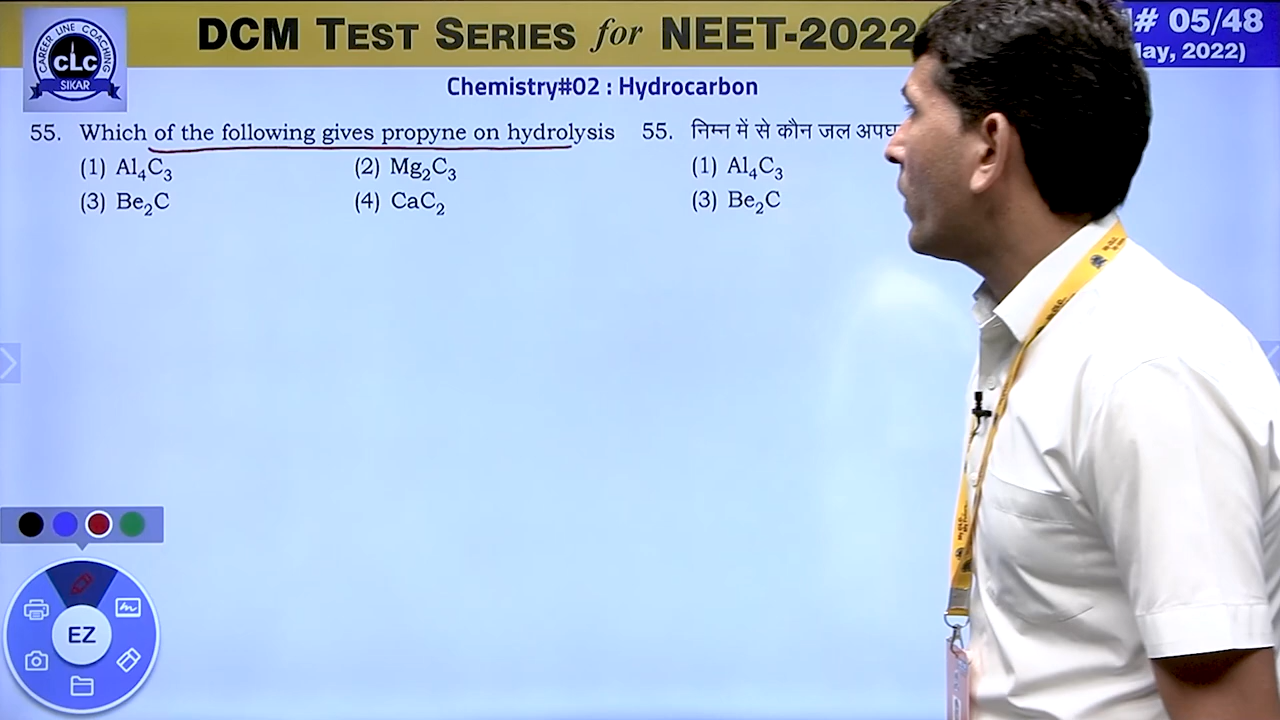 DCM TEST SERIES for NEET-2022
# 05/48
ay, 2022)
CAREER LINE COACHING
CLC
SIKAR
Chemistry#02 : Hydrocarbon
55. Which of the following gives propyne on hydrolysis
(1) Al₄C₃ (2) Mg₂C₃
(3) Be₂C (4) CaC₂
55. निम्न में से कौन जल
(1) Al₄C₃
(3) Be₂C
EZ